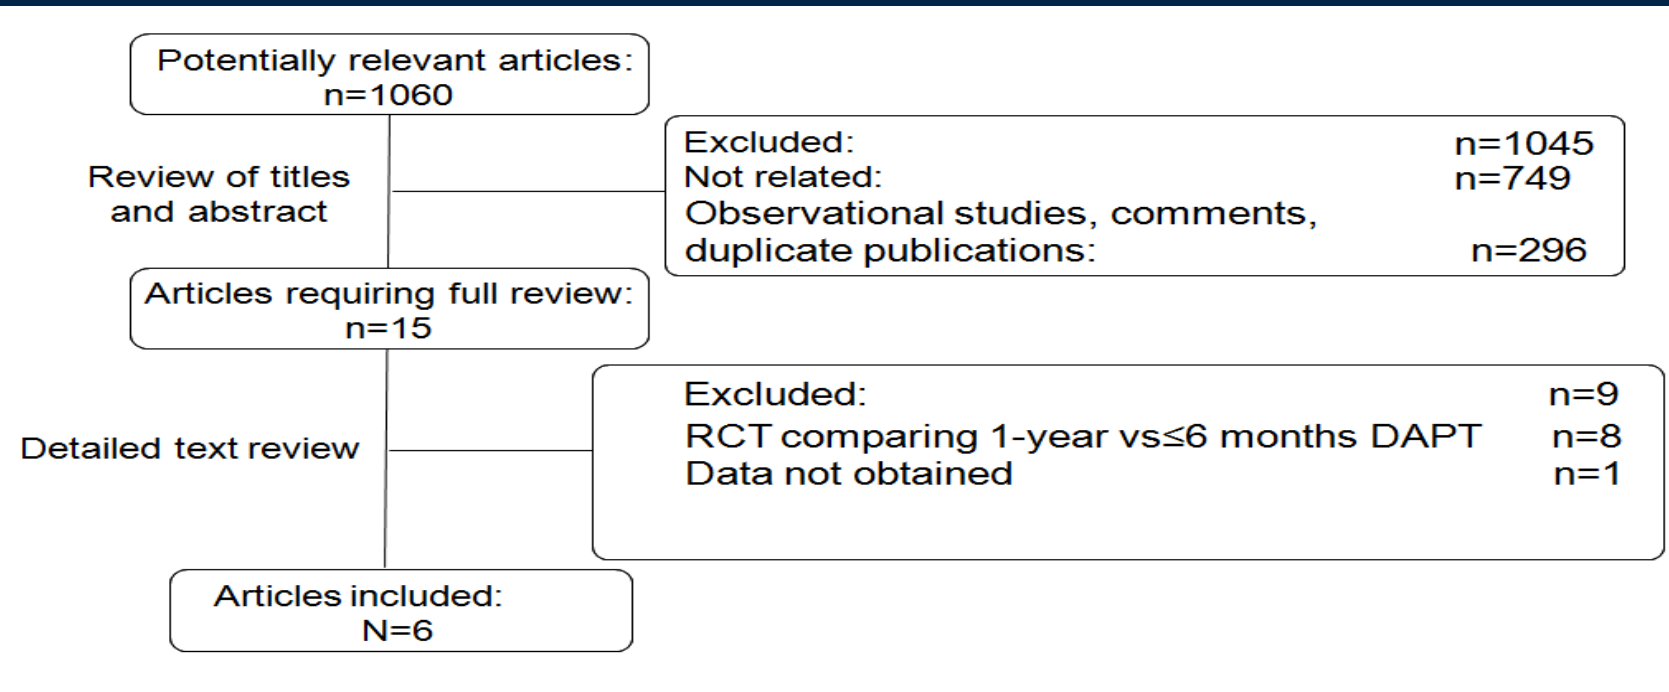 Potentially relevant articles:
n=1060
Review of titles
and abstract
Excluded: n=1045
Not related: n=749
Observational studies, comments,
duplicate publications: n=296
Articles requiring full review:
n=15
Detailed text review
Excluded: n=9
RCT comparing 1-year vs≤6 months DAPT n=8
Data not obtained n=1
Articles included:
N=6